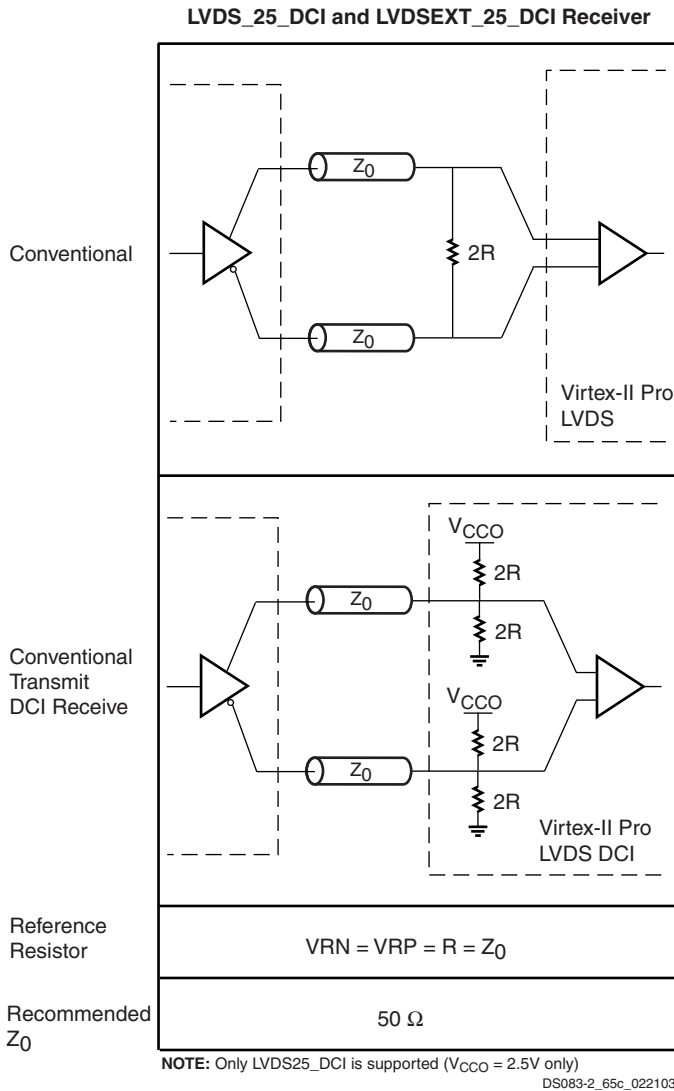 LVDS_25_DCI and LVDSEXT_25_DCI Receiver
Conventional
Z0
2R
Z0
Virtex-II Pro
LVDS
Conventional
Transmit
DCI Receive
VCCO
2R
Z0
2R
VCCO
2R
Z0
2R
Virtex-II Pro
LVDS DCI
Reference
Resistor
VRN = VRP = R = Z0
Recommended
Z0
50 Ω
NOTE: Only LVDS25_DCI is supported (VCCO = 2.5V only)
DS083-2_65c_022103